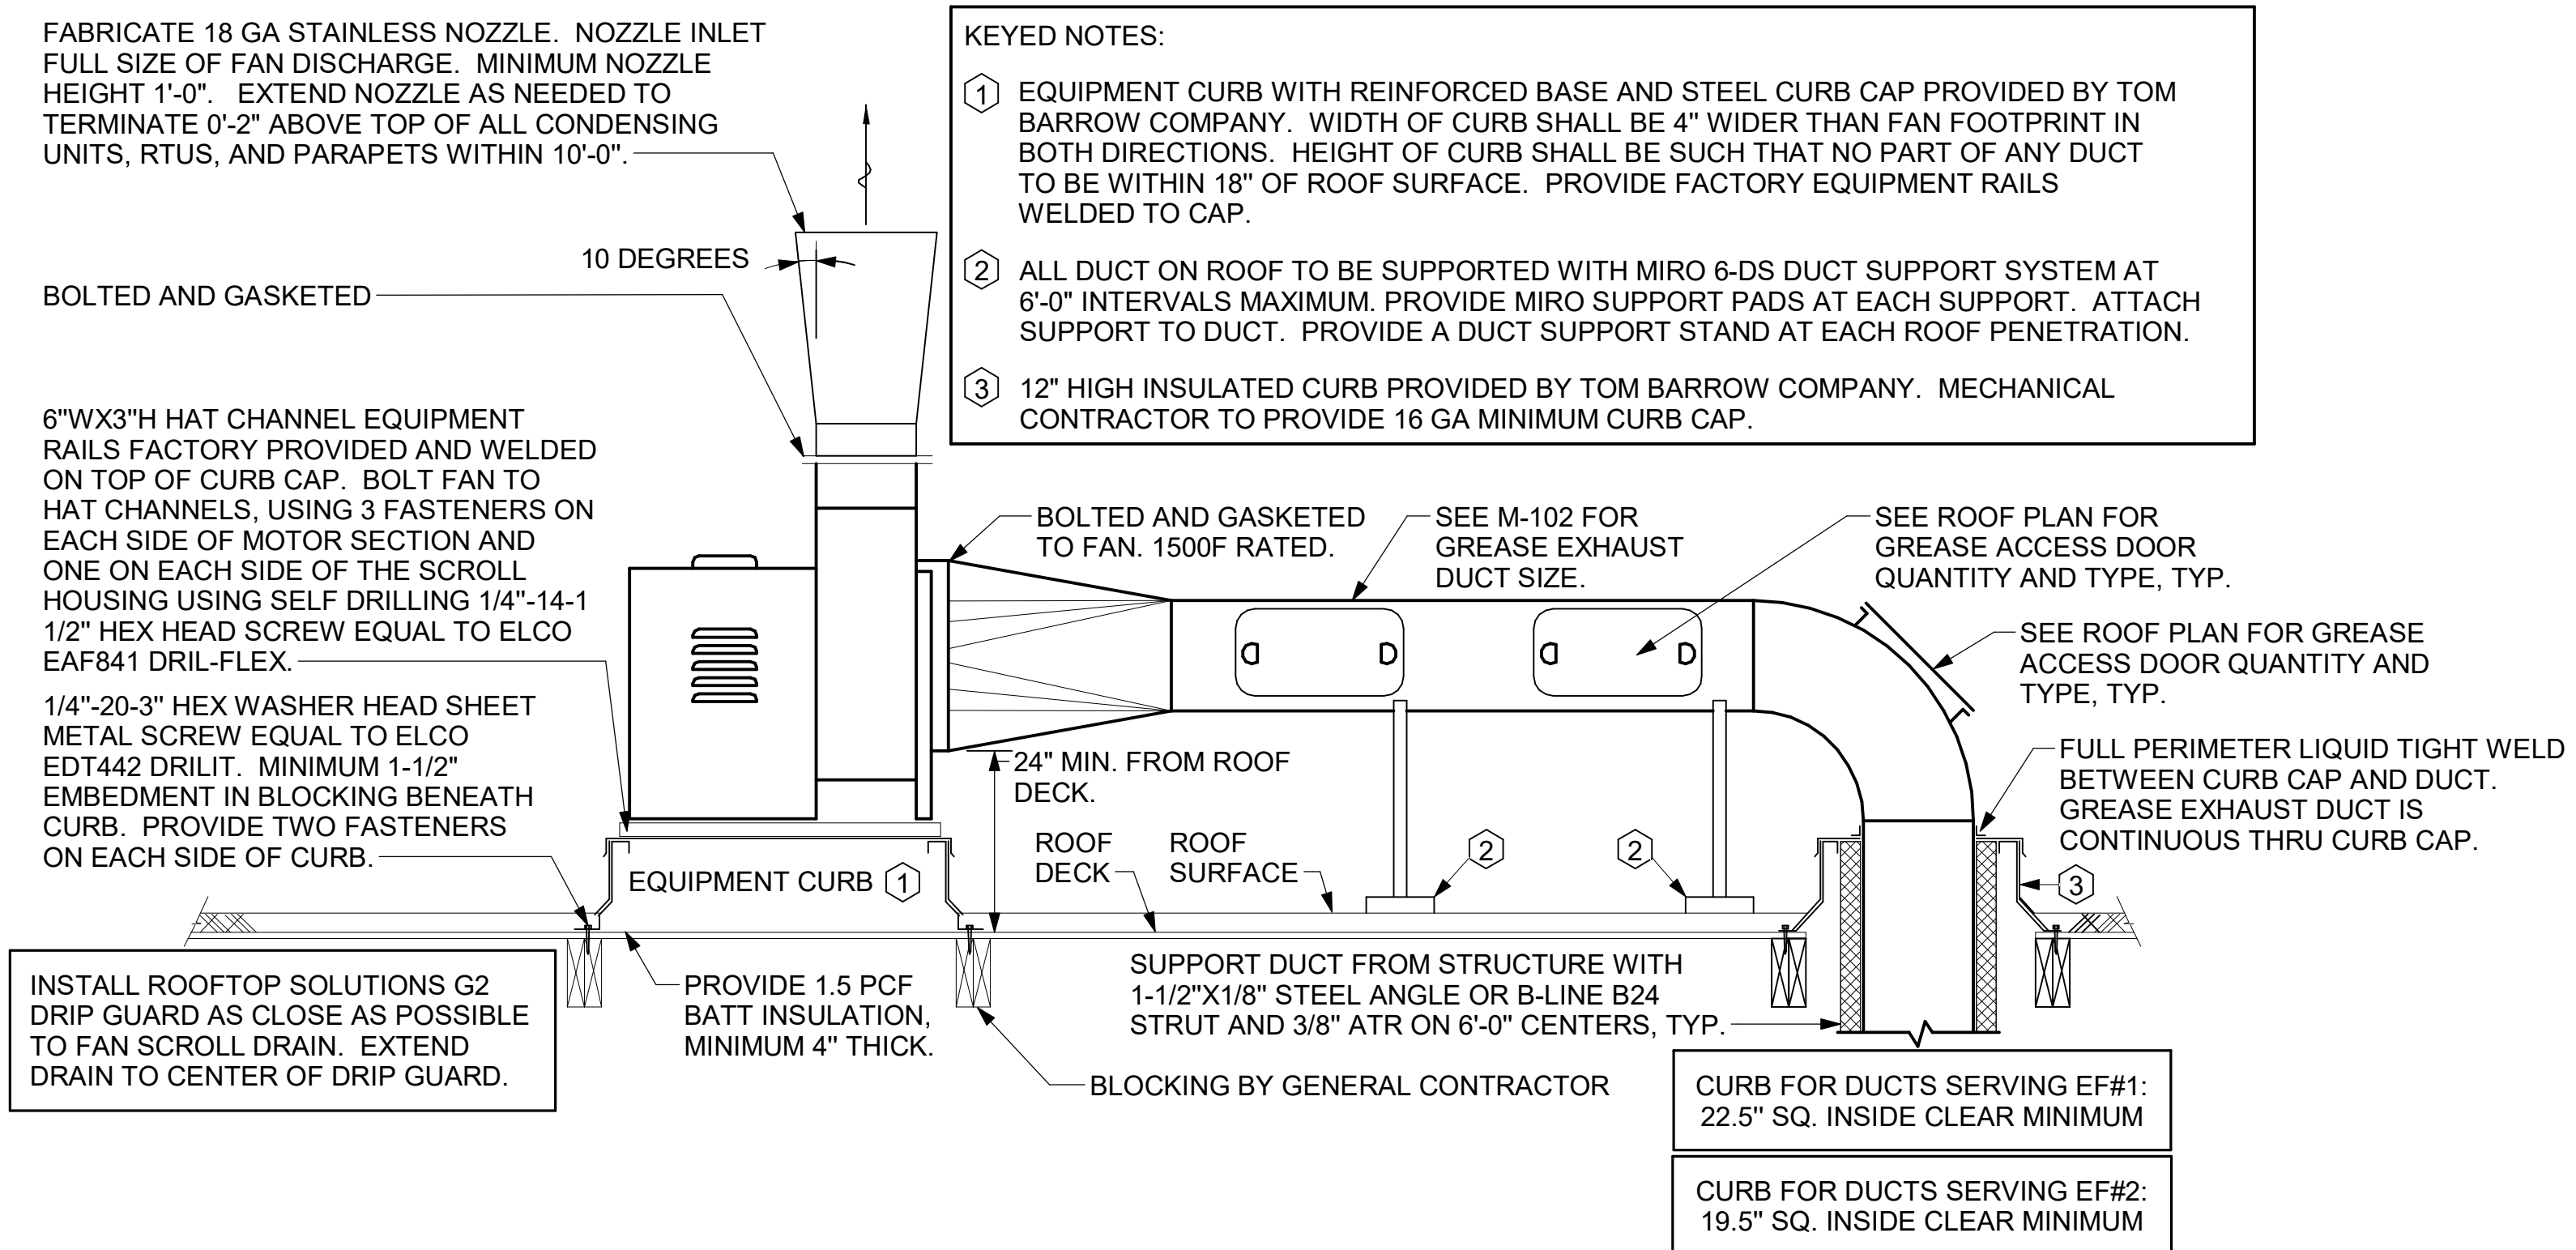 FABRICATE 18 GA STAINLESS NOZZLE.  NOZZLE INLET
FULL SIZE OF FAN DISCHARGE.  MINIMUM NOZZLE
HEIGHT 1'-0".   EXTEND NOZZLE AS NEEDED TO
TERMINATE 0'-2" ABOVE TOP OF ALL CONDENSING
UNITS, RTUS, AND PARAPETS WITHIN 10'-0".
10 DEGREES
BOLTED AND GASKETED
6"WX3"H HAT CHANNEL EQUIPMENT
RAILS FACTORY PROVIDED AND WELDED
ON TOP OF CURB CAP.  BOLT FAN TO
HAT CHANNELS, USING 3 FASTENERS ON
EACH SIDE OF MOTOR SECTION AND
ONE ON EACH SIDE OF THE SCROLL
HOUSING USING SELF DRILLING 1/4"-14-1
1/2" HEX HEAD SCREW EQUAL TO ELCO
EAF841 DRIL-FLEX.
1/4"-20-3" HEX WASHER HEAD SHEET
METAL SCREW EQUAL TO ELCO
EDT442 DRILIT.  MINIMUM 1-1/2"
EMBEDMENT IN BLOCKING BENEATH
CURB.  PROVIDE TWO FASTENERS
ON EACH SIDE OF CURB.
INSTALL ROOFTOP SOLUTIONS G2
DRIP GUARD AS CLOSE AS POSSIBLE
TO FAN SCROLL DRAIN.  EXTEND
DRAIN TO CENTER OF DRIP GUARD.
KEYED NOTES:
1 EQUIPMENT CURB WITH REINFORCED BASE AND STEEL CURB CAP PROVIDED BY TOM
BARROW COMPANY.  WIDTH OF CURB SHALL BE 4" WIDER THAN FAN FOOTPRINT IN
BOTH DIRECTIONS.  HEIGHT OF CURB SHALL BE SUCH THAT NO PART OF ANY DUCT
TO BE WITHIN 18" OF ROOF SURFACE.  PROVIDE FACTORY EQUIPMENT RAILS
WELDED TO CAP.
2 ALL DUCT ON ROOF TO BE SUPPORTED WITH MIRO 6-DS DUCT SUPPORT SYSTEM AT
6'-0" INTERVALS MAXIMUM. PROVIDE MIRO SUPPORT PADS AT EACH SUPPORT.  ATTACH
SUPPORT TO DUCT.  PROVIDE A DUCT SUPPORT STAND AT EACH ROOF PENETRATION.
3 12" HIGH INSULATED CURB PROVIDED BY TOM BARROW COMPANY.  MECHANICAL
CONTRACTOR TO PROVIDE 16 GA MINIMUM CURB CAP.
BOLTED AND GASKETED
TO FAN. 1500F RATED.
SEE M-102 FOR
GREASE EXHAUST
DUCT SIZE.
SEE ROOF PLAN FOR
GREASE ACCESS DOOR
QUANTITY AND TYPE, TYP.
SEE ROOF PLAN FOR GREASE
ACCESS DOOR QUANTITY AND
TYPE, TYP.
FULL PERIMETER LIQUID TIGHT WELD
BETWEEN CURB CAP AND DUCT.
GREASE EXHAUST DUCT IS
CONTINUOUS THRU CURB CAP.
24" MIN. FROM ROOF
DECK.
ROOF
DECK
ROOF
SURFACE
2
2
3
EQUIPMENT CURB 1
PROVIDE 1.5 PCF
BATT INSULATION,
MINIMUM 4" THICK.
SUPPORT DUCT FROM STRUCTURE WITH
1-1/2"X1/8" STEEL ANGLE OR B-LINE B24
STRUT AND 3/8" ATR ON 6'-0" CENTERS, TYP.
BLOCKING BY GENERAL CONTRACTOR
CURB FOR DUCTS SERVING EF#1:
22.5" SQ. INSIDE CLEAR MINIMUM
CURB FOR DUCTS SERVING EF#2:
19.5" SQ. INSIDE CLEAR MINIMUM